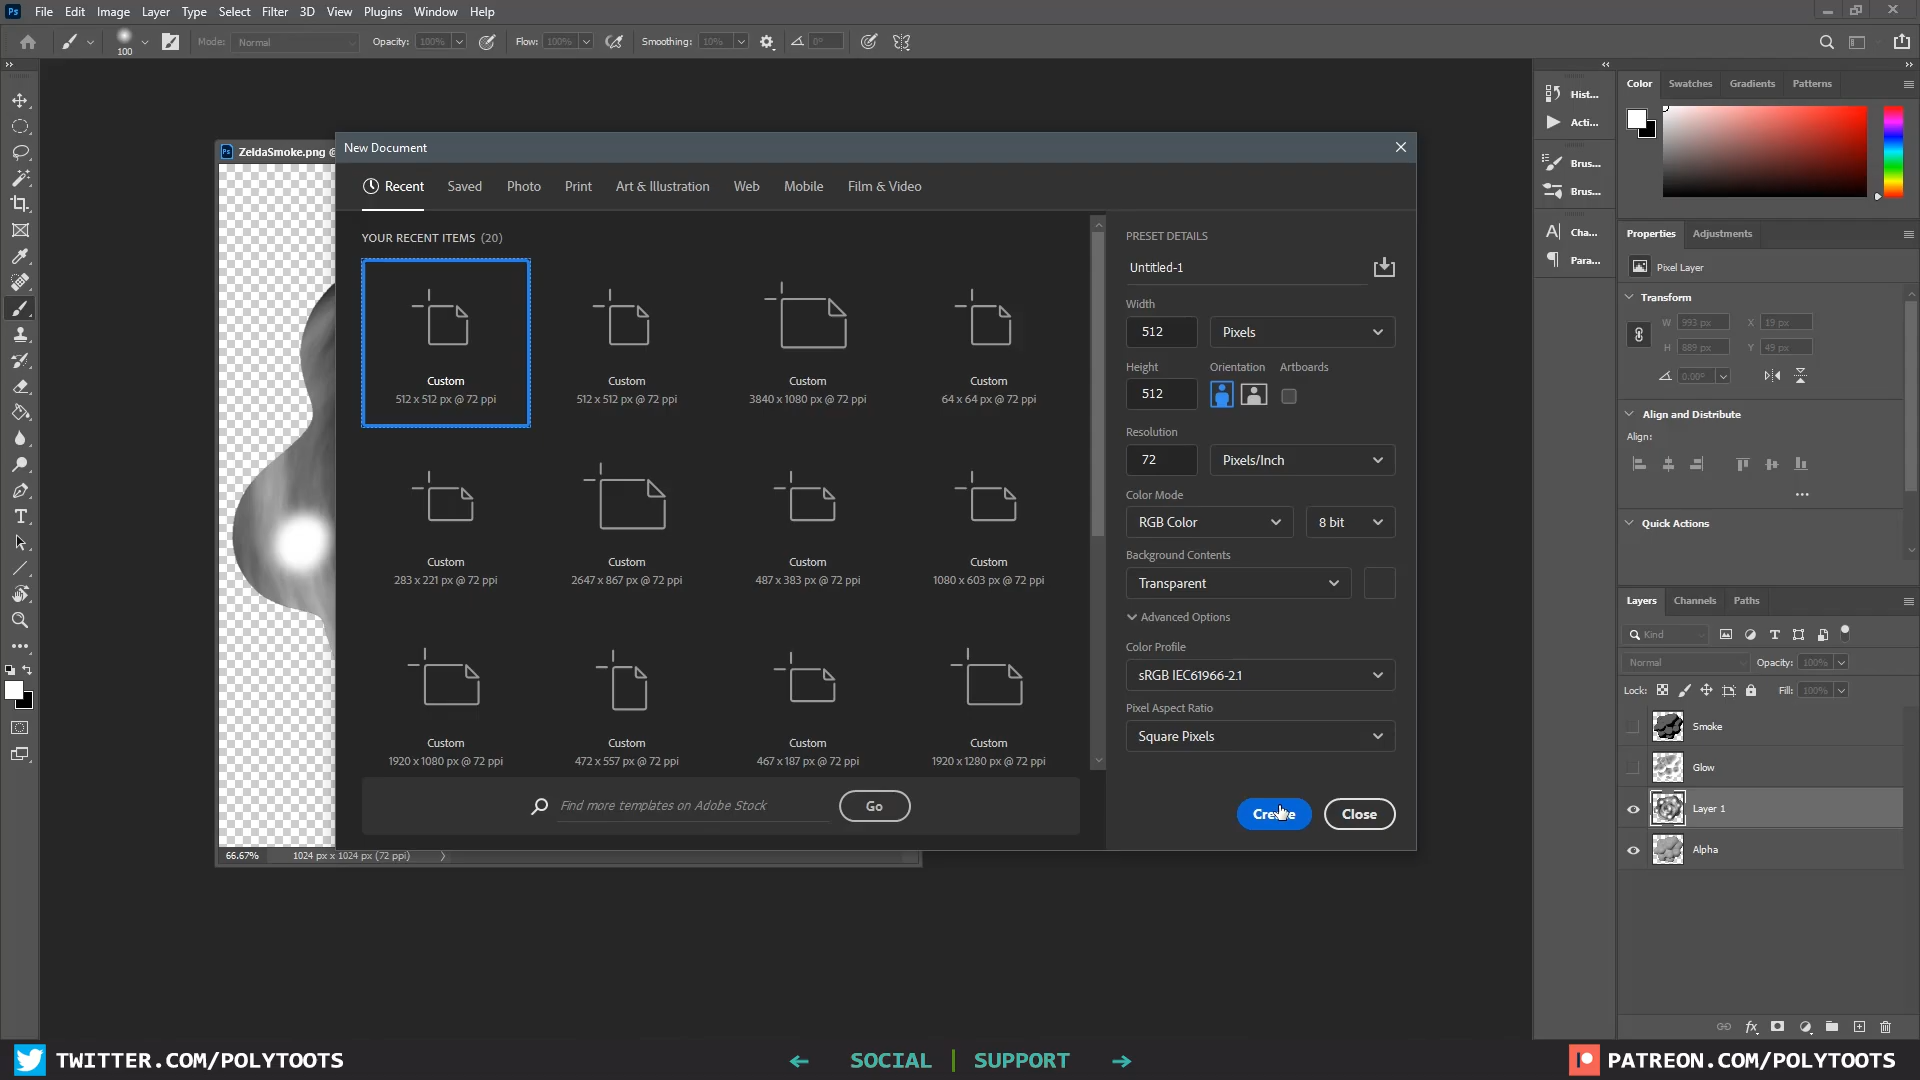 Ps File Edit Image Layer Type Select Filter 3D View Plugins Window Help
100 Mode: Normal Opacity: 100% Flow: 100% Smoothing: 10% 0°
Ps ZeldaSmoke.png @
New Document
Recent Saved Photo Print Art & Illustration Web Mobile Film & Video
YOUR RECENT ITEMS (20)
Custom
512 x 512 px @ 72 ppi
Custom
512 x 512 px @ 72 ppi
Custom
3840 x 1080 px @ 72 ppi
Custom
64 x 64 px @ 72 ppi
Custom
283 x 221 px @ 72 ppi
Custom
2647 x 867 px @ 72 ppi
Custom
487 x 383 px @ 72 ppi
Custom
1080 x 603 px @ 72 ppi
Custom
1920 x 1080 px @ 72 ppi
Custom
472 x 557 px @ 72 ppi
Custom
467 x 187 px @ 72 ppi
Custom
1920 x 1280 px @ 72 ppi
Find more templates on Adobe Stock
Go
PRESET DETAILS
Untitled-1
Width
512 Pixels
Height Orientation Artboards
512
Resolution
72 Pixels/Inch
Color Mode
RGB Color 8 bit
Background Contents
Transparent
Advanced Options
Color Profile
sRGB IEC61966-2.1
Pixel Aspect Ratio
Square Pixels
Create Close
66.67% 1024 px x 1024 px (72 ppi)
Hist...
Acti...
Brus...
Brus...
Cha...
Para...
Color Swatches Gradients Patterns
Properties Adjustments
Pixel Layer
Transform
W 993 px X 19 px
H 889 px Y 49 px
0.00°
Align and Distribute
Align:
Quick Actions
Layers Channels Paths
Kind
Normal Opacity: 100%
Lock: Fill: 100%
Smoke
Glow
Layer 1
Alpha
fx
TWITTER.COM/POLYTOOTS
SOCIAL | SUPPORT
PATREON.COM/POLYTOOTS